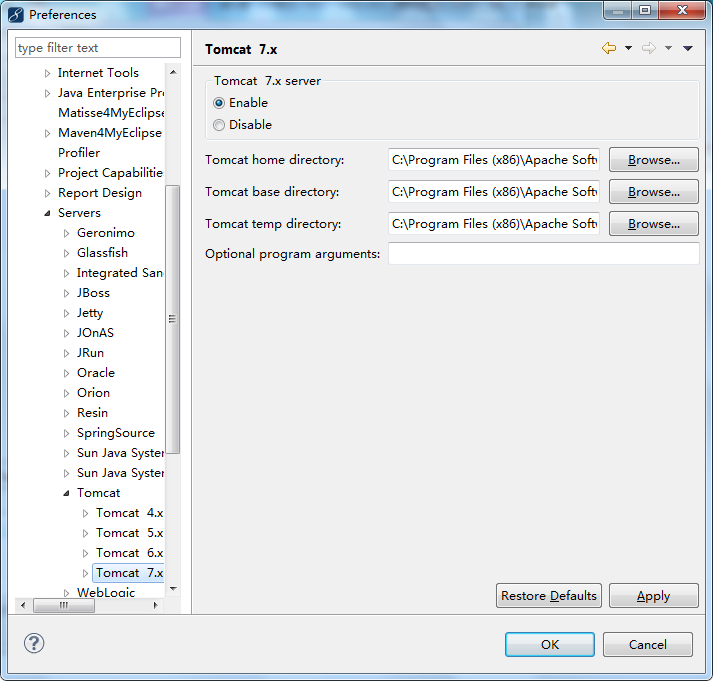 Preferences
type filter text
Internet Tools
Java Enterprise Pr
Matisse4MyEclipse
Maven4MyEclipse
Profiler
Project Capabilitie
Report Design
Servers
Geronimo
Glassfish
Integrated San
JBoss
Jetty
JOnAS
JRun
Oracle
Orion
Resin
SpringSource
Sun Java Syster
Sun Java Syster
Tomcat
Tomcat 4.x
Tomcat 5.x
Tomcat 6.x
Tomcat 7.x
WebLogic
Tomcat 7.x
Tomcat 7.x server
Enable
Disable
Tomcat home directory: C:\Program Files (x86)\Apache Softw Browse...
Tomcat base directory: C:\Program Files (x86)\Apache Softw Browse...
Tomcat temp directory: C:\Program Files (x86)\Apache Softw Browse...
Optional program arguments:
Restore Defaults Apply
OK Cancel